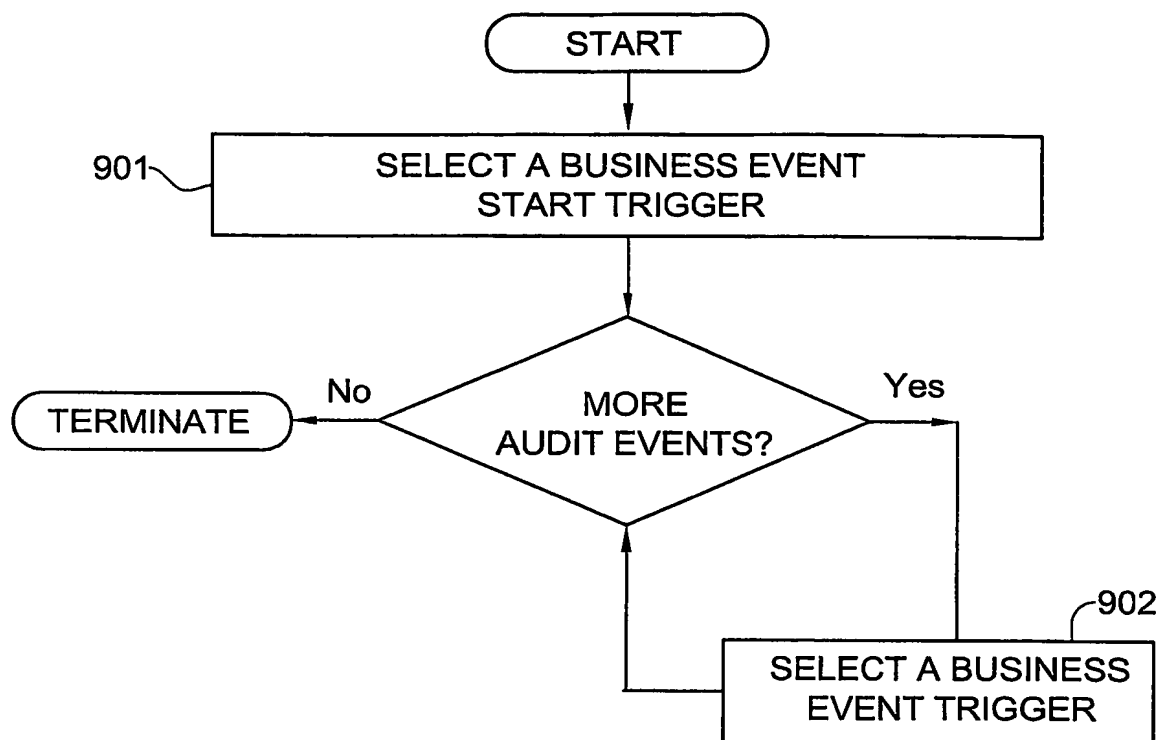 START
901
SELECT A BUSINESS EVENT
START TRIGGER
No
Yes
TERMINATE
MORE
AUDIT EVENTS?
902
SELECT A BUSINESS
EVENT TRIGGER